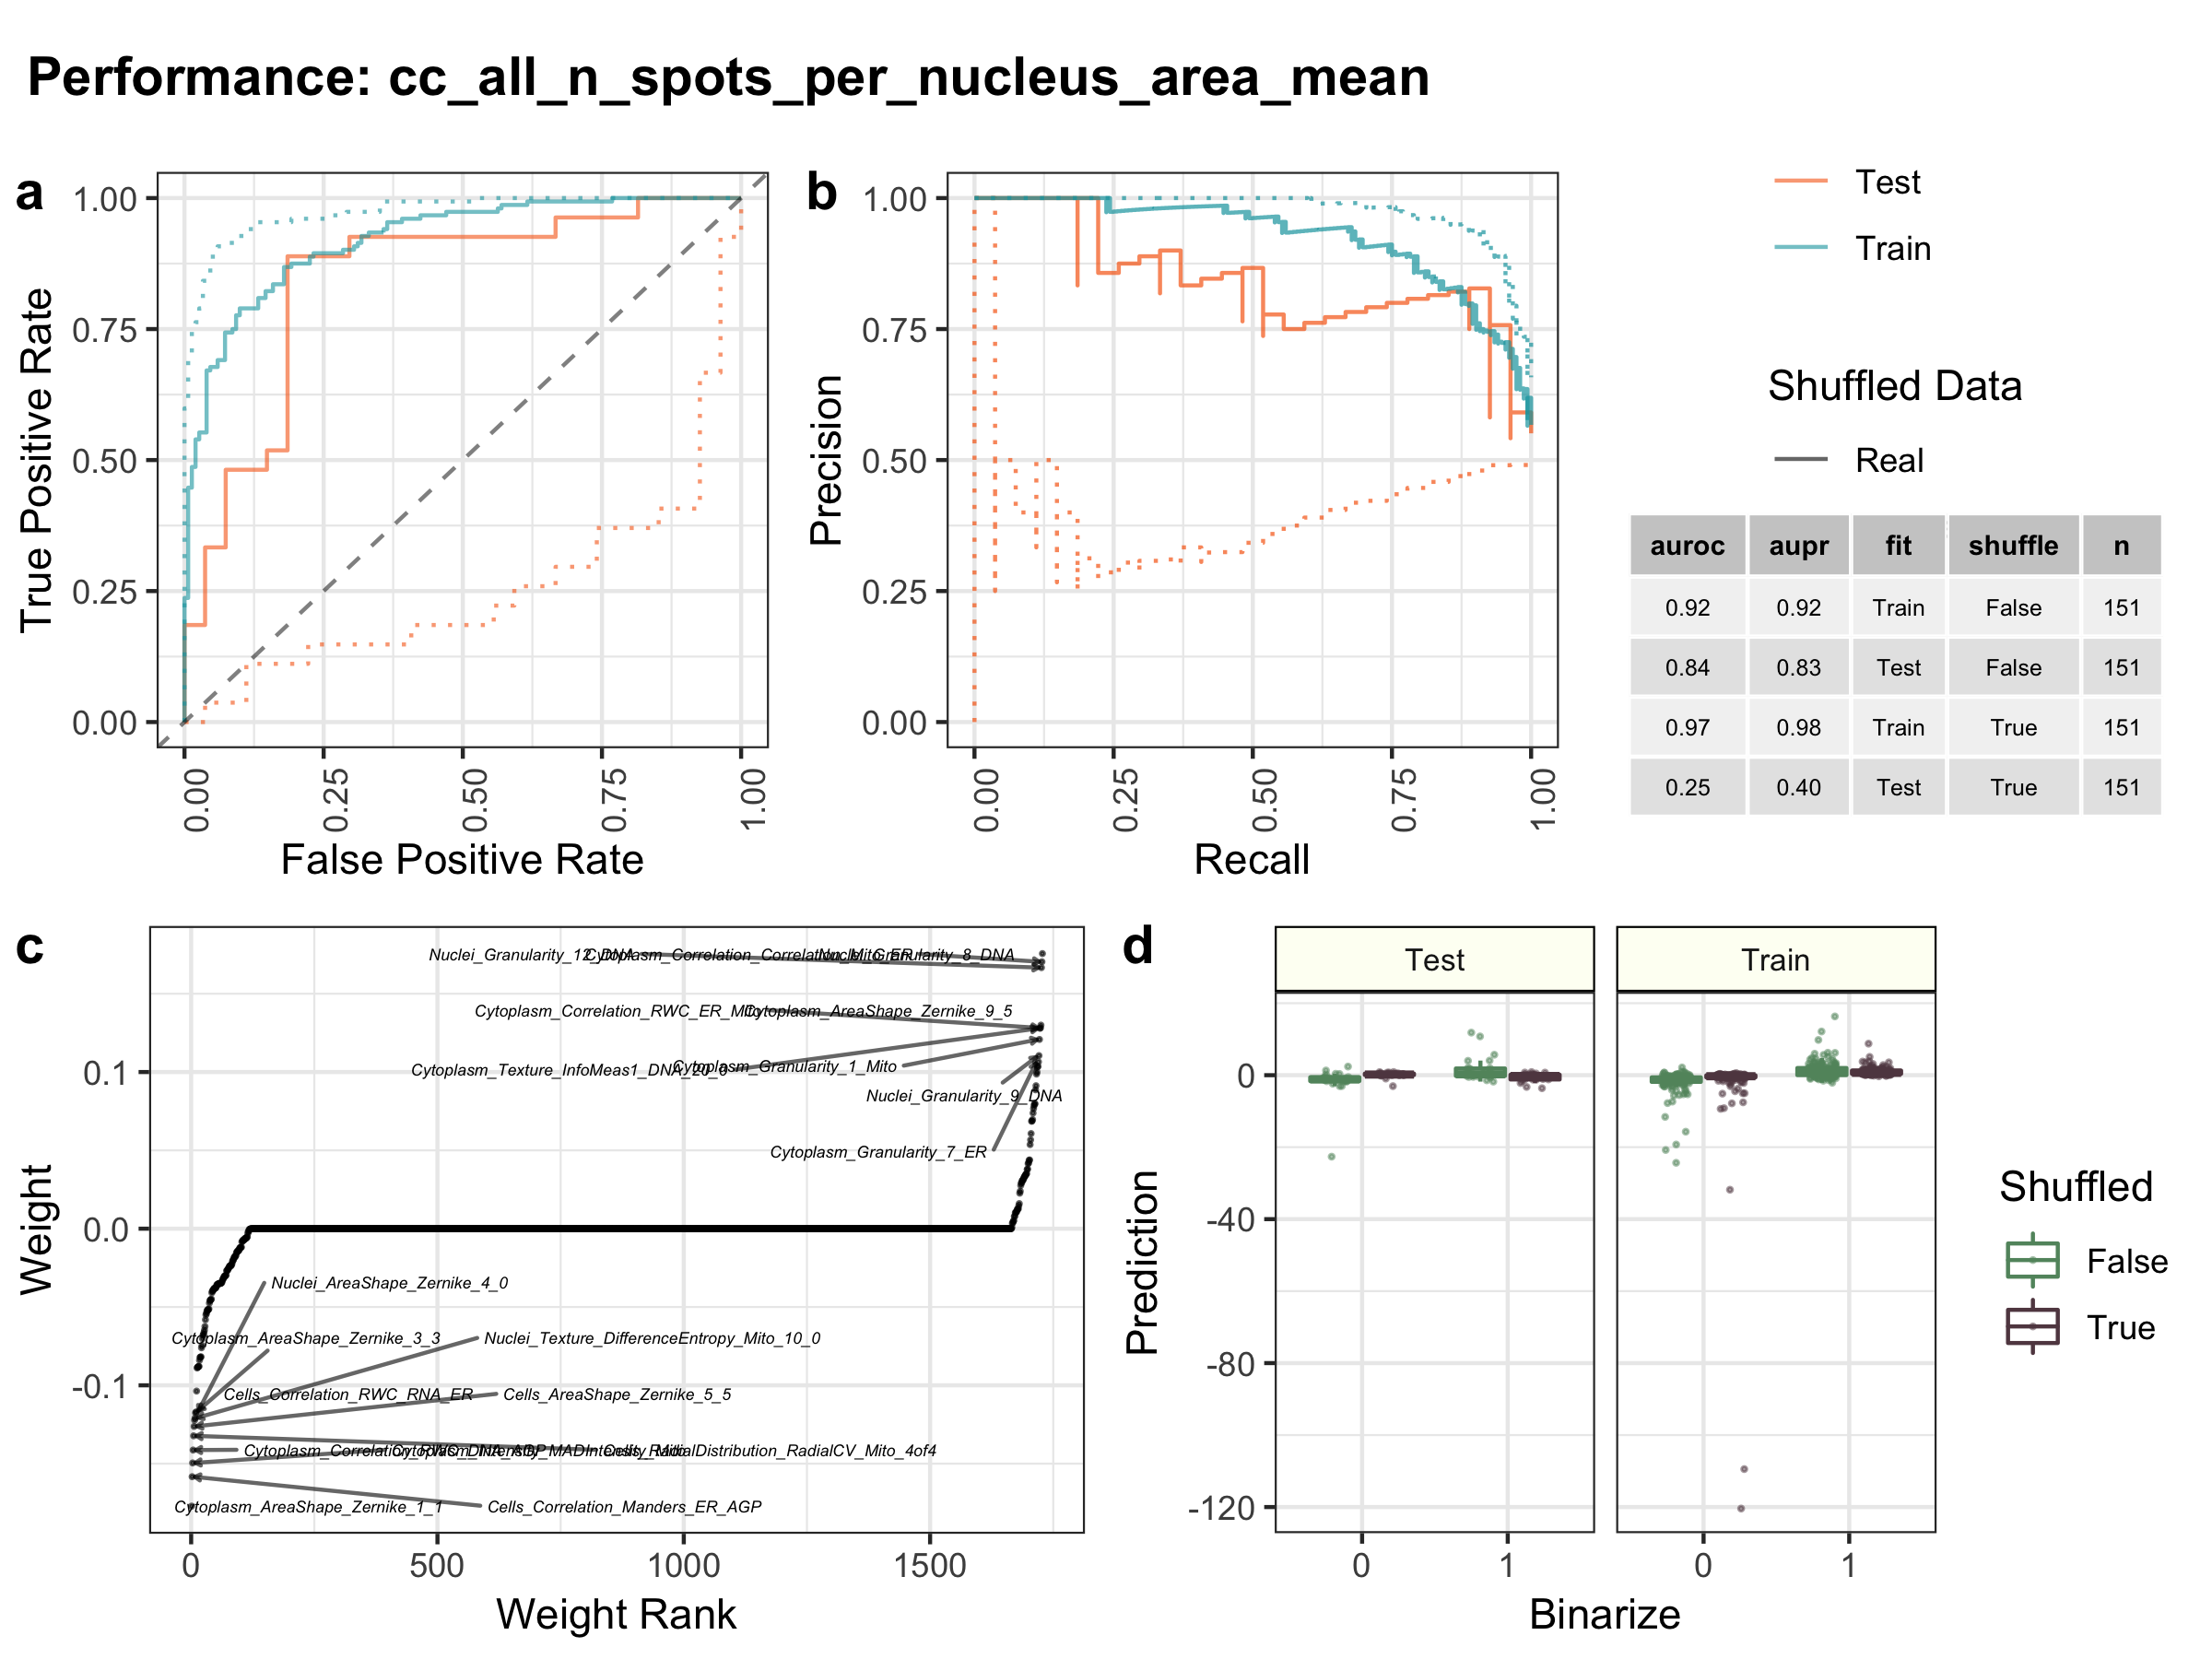 Performance: cc_all_n_spots_per_nucleus_area_mean
a
1.00
0.75
0.50
0.25
0.00
True Positive Rate
0.00
0.25
0.50
0.75
1.00
False Positive Rate
b
1.00
0.75
0.50
0.25
0.00
Precision
0.00
0.25
0.50
0.75
1.00
Recall
Test
Train
Shuffled Data
Real
auroc aupr fit shuffle n
0.92 0.92 Train False 151
0.84 0.83 Test False 151
0.97 0.98 Train True 151
0.25 0.40 Test True 151
c
0.1
0.0
-0.1
Weight
Nuclei_Granularity_12_DNA
Cytoplasm_Correlation_Correlation_Mito_ER
Nuclei_Granularity_8_DNA
Cytoplasm_Correlation_RWC_ER_Mito
Cytoplasm_AreaShape_Zernike_9_5
Cytoplasm_Texture_InfoMeas1_DNA_20_0
Cytoplasm_Granularity_1_Mito
Nuclei_Granularity_9_DNA
Cytoplasm_Granularity_7_ER
Nuclei_AreaShape_Zernike_4_0
Cytoplasm_AreaShape_Zernike_3_3
Nuclei_Texture_DifferenceEntropy_Mito_10_0
Cells_Correlation_RWC_RNA_ER
Cells_AreaShape_Zernike_5_5
Cytoplasm_Correlation_RWC_DNA_AGP
Cells_RadialDistribution_RadialCV_Mito_4of4
Cytoplasm_AreaShape_Zernike_1_1
Cells_Correlation_Manders_ER_AGP
0
500
1000
1500
Weight Rank
d
Test
Train
0
-40
-80
-120
Prediction
0
1
0
1
Binarize
Shuffled
False
True